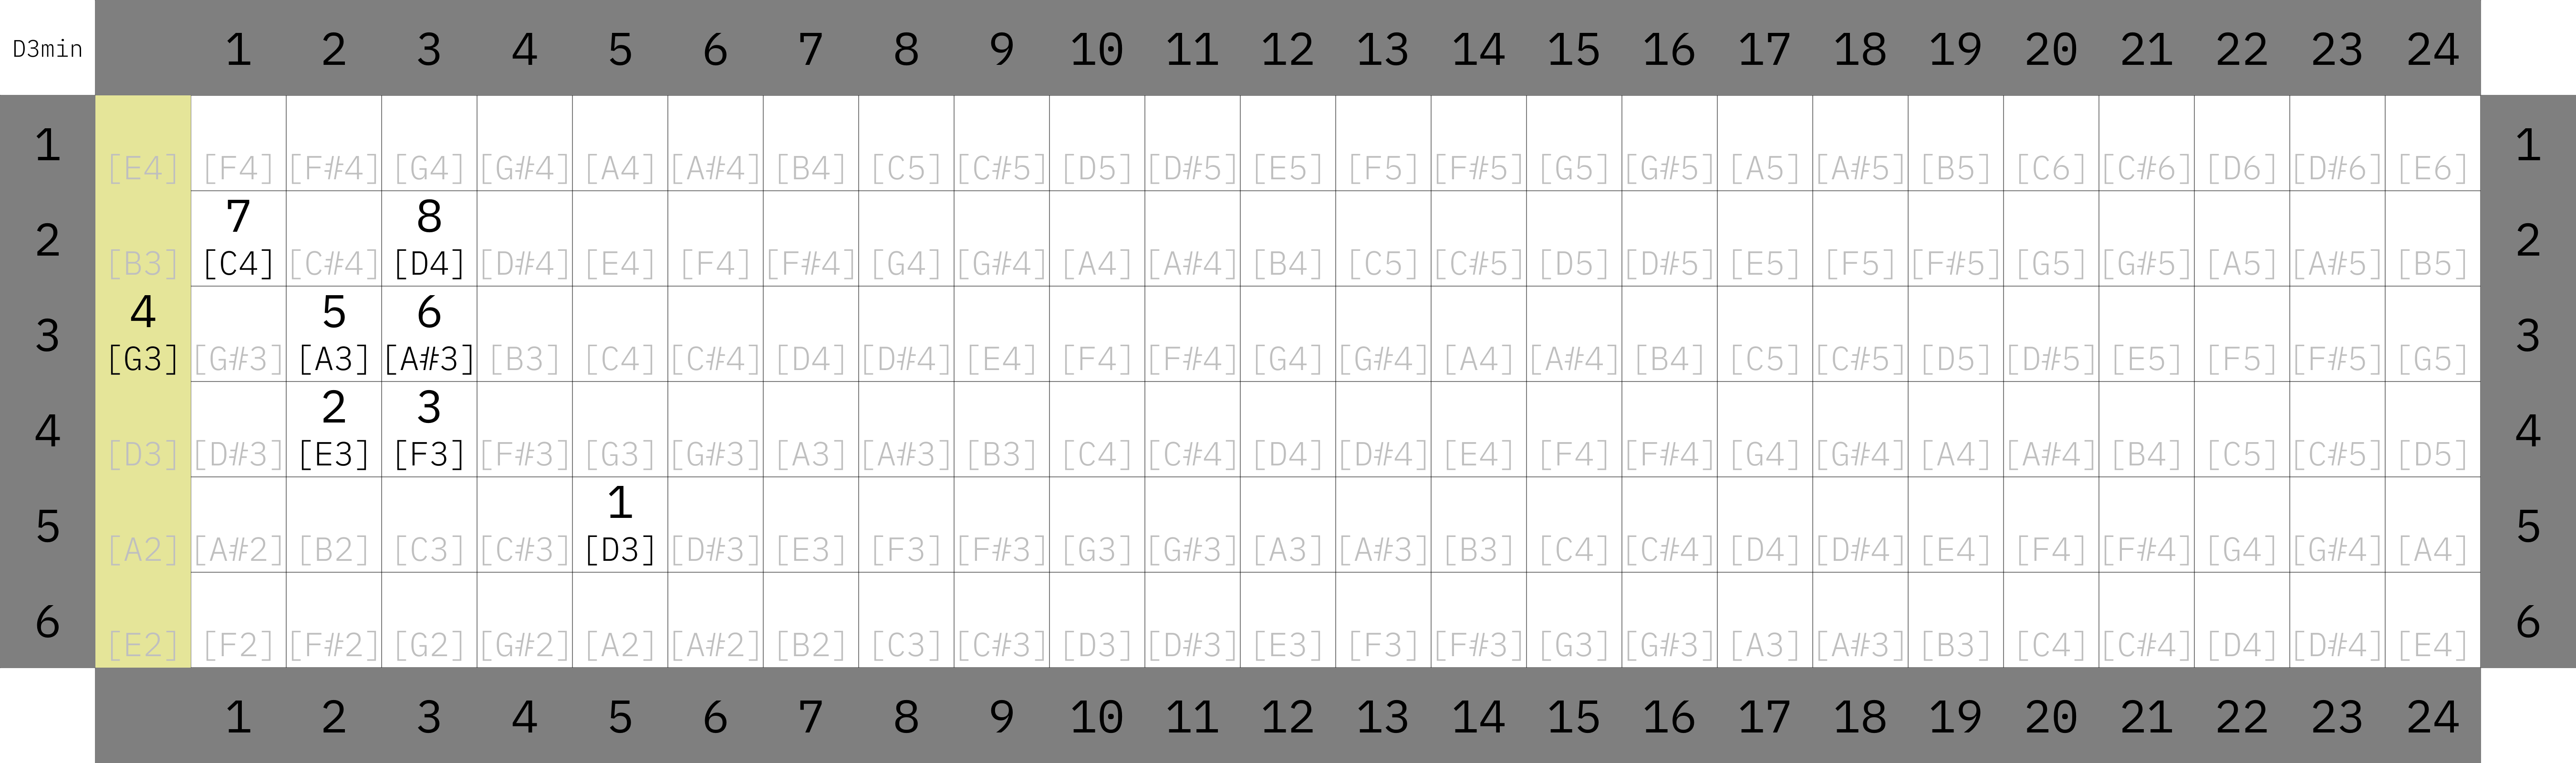 D3min 1 2 3 4 5 6 7 8 9 10 11 12 13 14 15 16 17 18 19 20 21 22 23 24
1 [E4] [F4] [F#4] [G4] [G#4] [A4] [A#4] [B4] [C5] [C#5] [D5] [D#5] [E5] [F5] [F#5] [G5] [G#5] [A5] [A#5] [B5] [C6] [C#6] [D6] [D#6] [E6] 1
7 8
2 [B3] [C4] [C#4] [D4] [D#4] [E4] [F4] [F#4] [G4] [G#4] [A4] [A#4] [B4] [C5] [C#5] [D5] [D#5] [E5] [F5] [F#5] [G5] [G#5] [A5] [A#5] [B5] 2
4 5 6
3 [G3] [G#3] [A3] [A#3] [B3] [C4] [C#4] [D4] [D#4] [E4] [F4] [F#4] [G4] [G#4] [A4] [A#4] [B4] [C5] [C#5] [D5] [D#5] [E5] [F5] [F#5] [G5] 3
2 3
4 [D3] [D#3] [E3] [F3] [F#3] [G3] [G#3] [A3] [A#3] [B3] [C4] [C#4] [D4] [D#4] [E4] [F4] [F#4] [G4] [G#4] [A4] [A#4] [B4] [C5] [C#5] [D5] 4
1
5 [A2] [A#2] [B2] [C3] [C#3] [D3] [D#3] [E3] [F3] [F#3] [G3] [G#3] [A3] [A#3] [B3] [C4] [C#4] [D4] [D#4] [E4] [F4] [F#4] [G4] [G#4] [A4] 5
6 [E2] [F2] [F#2] [G2] [G#2] [A2] [A#2] [B2] [C3] [C#3] [D3] [D#3] [E3] [F3] [F#3] [G3] [G#3] [A3] [A#3] [B3] [C4] [C#4] [D4] [D#4] [E4] 6
1 2 3 4 5 6 7 8 9 10 11 12 13 14 15 16 17 18 19 20 21 22 23 24